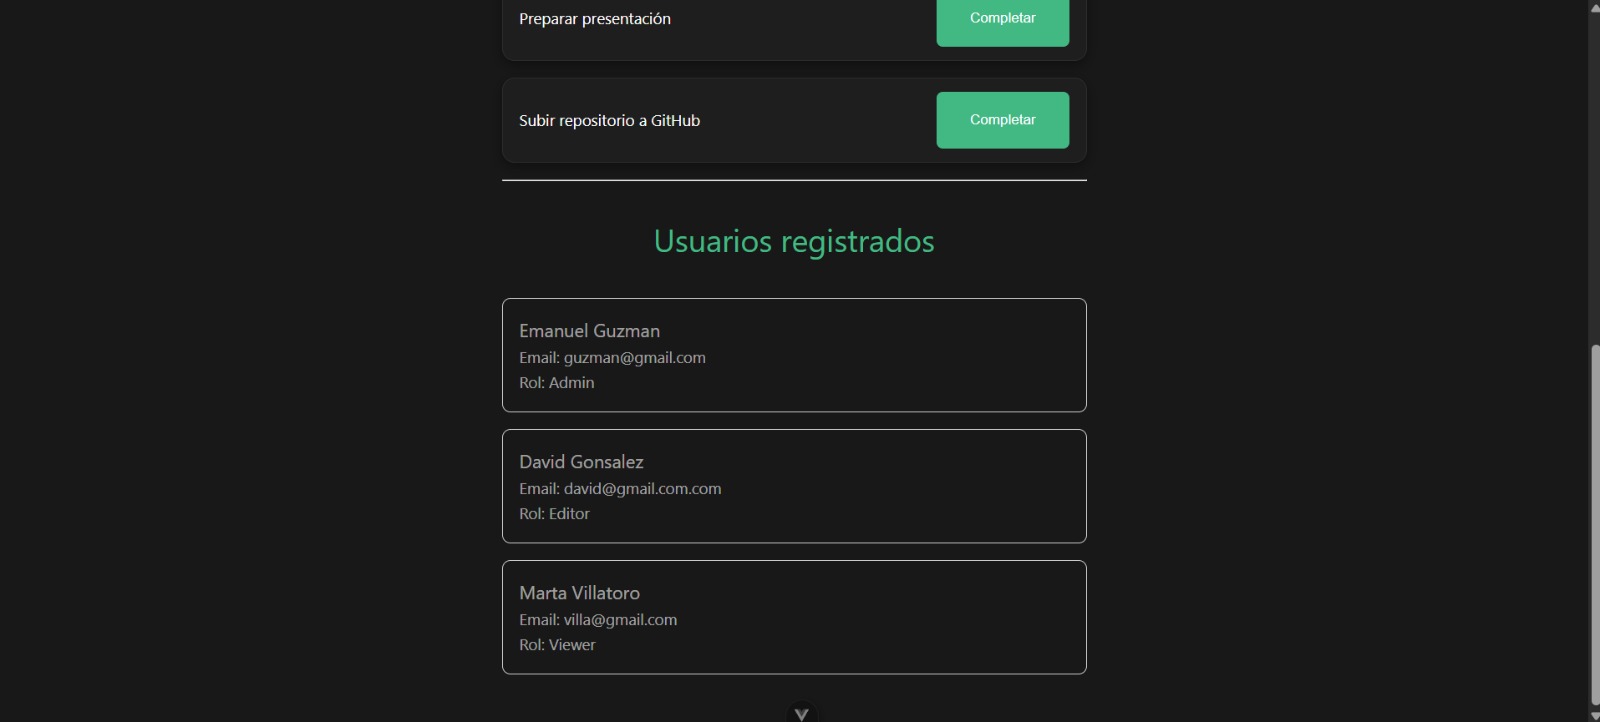 Preparar presentación
Completar
Subir repositorio a GitHub
Completar
Usuarios registrados
Emanuel Guzman
Email: guzman@gmail.com
Rol: Admin
David Gonsalez
Email: david@gmail.com.com
Rol: Editor
Marta Villatoro
Email: villa@gmail.com
Rol: Viewer